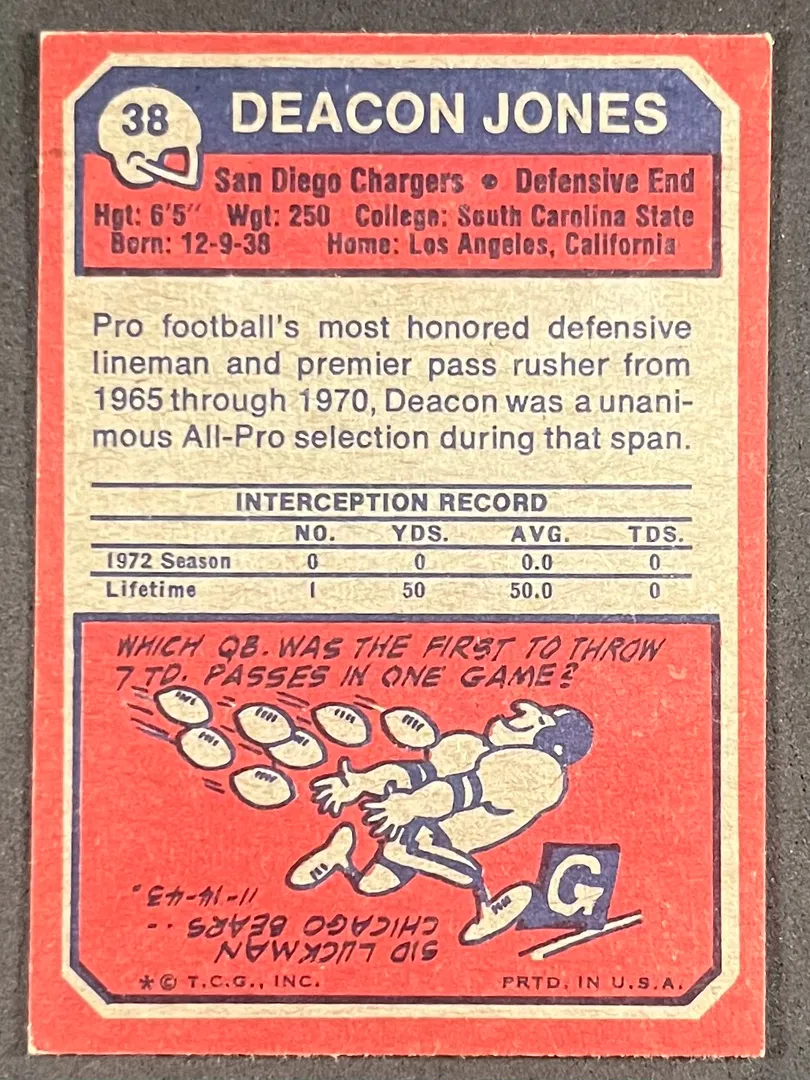 38
DEACON JONES
San Diego Chargers • Defensive End
Hgt: 6'5" Wgt: 250 College: South Carolina State
Born: 12-9-38 Home: Los Angeles, California
Pro football's most honored defensive
lineman and premier pass rusher from
1965 through 1970, Deacon was a unani-
mous All-Pro selection during that span.
INTERCEPTION RECORD
NO. YDS. AVG. TDS.
1972 Season 0 0 0.0 0
Lifetime 1 50 50.0 0
WHICH QB. WAS THE FIRST TO THROW
7 TD. PASSES IN ONE GAME?
G
SID LUCKMAN
CHICAGO BEARS --
11-14-43.
* © T.C.G., INC. PRTD. IN U.S.A.